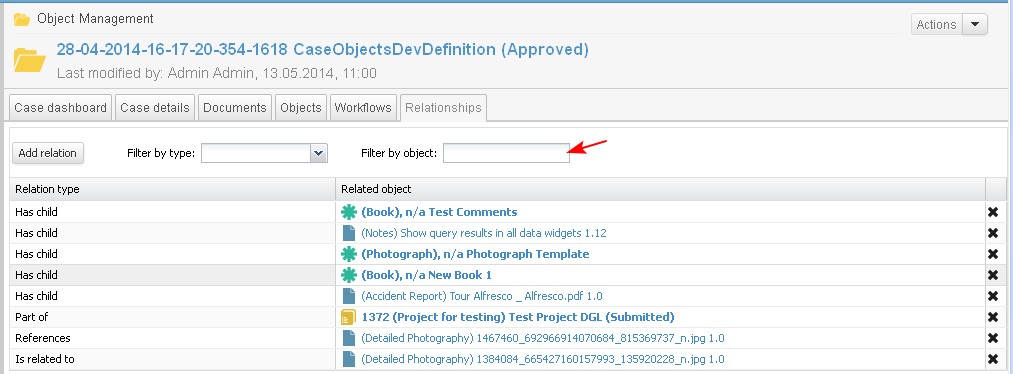 Object Management
Actions
28-04-2014-16-17-20-354-1618 CaseObjectsDevDefinition (Approved)
Last modified by: Admin Admin, 13.05.2014, 11:00
Case dashboard Case details Documents Objects Workflows Relationships
Add relation Filter by type: Filter by object:
Relation type Related object
Has child (Book), n/a Test Comments
Has child (Notes) Show query results in all data widgets 1.12
Has child (Photograph), n/a Photograph Template
Has child (Book), n/a New Book 1
Has child (Accident Report) Tour Alfresco _ Alfresco.pdf 1.0
Part of 1372 (Project for testing) Test Project DGL (Submitted)
References (Detailed Photography) 1467460_692966914070684_815369737_n.jpg 1.0
Is related to (Detailed Photography) 1384084_665427160157993_135920228_n.jpg 1.0